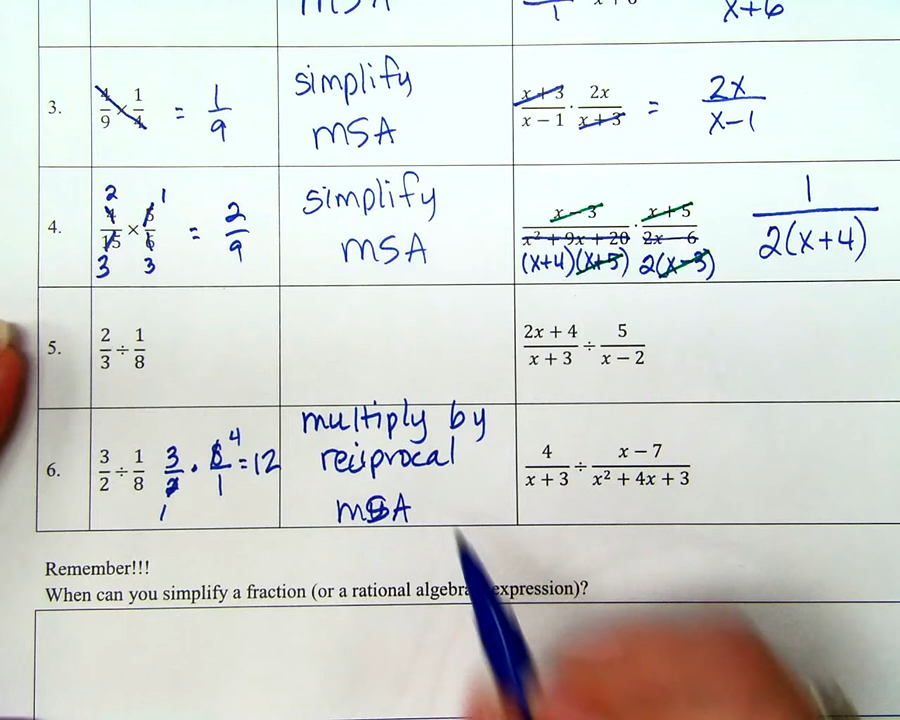 MSA
1
x+6
3.
4/9 × 1/4 = 1/9
simplify
MSA
x + 3/x − 1 · 2x/x + 3 = 2x/x-1
4.
2 1
4/15 × 5/6 = 2/9
3 3
simplify
MSA
x − 3/x² + 9x + 20 · x + 5/2x − 6
(x+4)(x+5) 2(x-3)
1/2(x+4)
5.
2/3 ÷ 1/8
2x + 4/x + 3 ÷ 5/x − 2
6.
3/2 ÷ 1/8
3/2 · 8/1 = 12
4
1
multiply by
reciprocal
MSA
4/x + 3 ÷ x − 7/x² + 4x + 3
Remember!!!
When can you simplify a fraction (or a rational expression)?